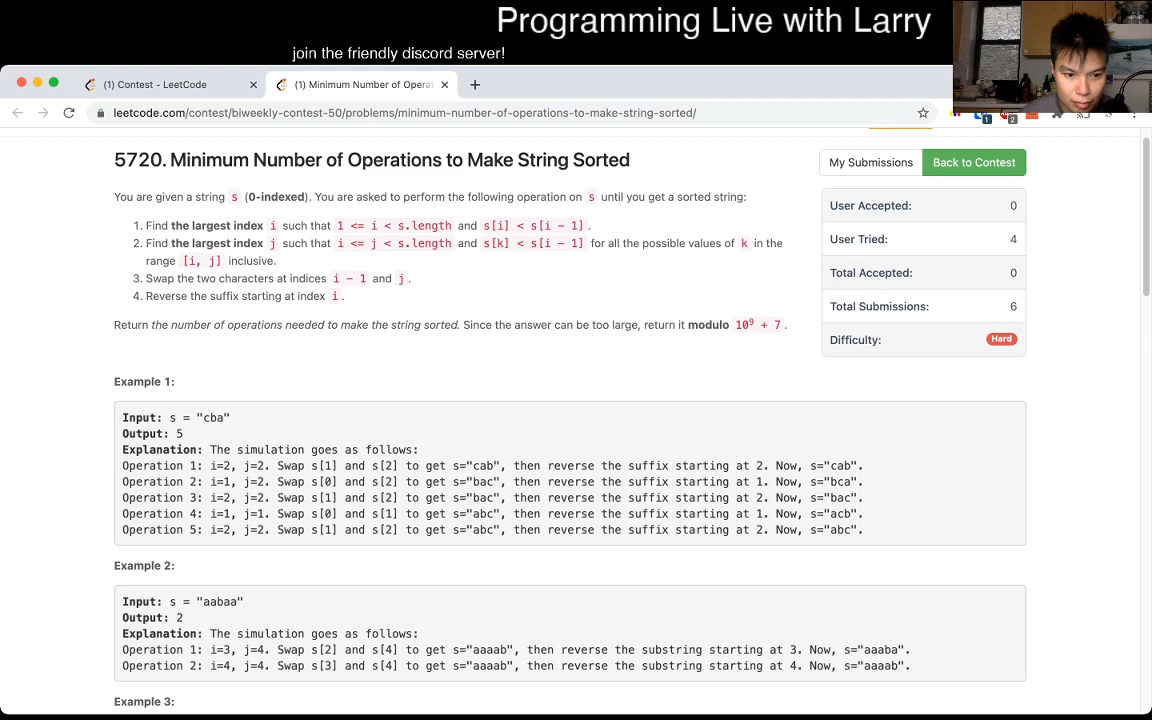 Programming Live with Larry
join the friendly discord server!
(1) Contest - LeetCode
(1) Minimum Number of Operat
leetcode.com/contest/biweekly-contest-50/problems/minimum-number-of-operations-to-make-string-sorted/
1
2
5720. Minimum Number of Operations to Make String Sorted
My Submissions
Back to Contest
You are given a string s (0-indexed). You are asked to perform the following operation on s until you get a sorted string:
1. Find the largest index i such that 1 <= i < s.length and s[i] < s[i - 1] .
2. Find the largest index j such that i <= j < s.length and s[k] < s[i - 1] for all the possible values of k in the
range [i, j] inclusive.
3. Swap the two characters at indices i - 1 and j .
4. Reverse the suffix starting at index i .
Return the number of operations needed to make the string sorted. Since the answer can be too large, return it modulo 10⁹ + 7 .
User Accepted: 0
User Tried: 4
Total Accepted: 0
Total Submissions: 6
Difficulty: Hard
Example 1:
Input: s = "cba"
Output: 5
Explanation: The simulation goes as follows:
Operation 1: i=2, j=2. Swap s[1] and s[2] to get s="cab", then reverse the suffix starting at 2. Now, s="cab".
Operation 2: i=1, j=2. Swap s[0] and s[2] to get s="bac", then reverse the suffix starting at 1. Now, s="bca".
Operation 3: i=2, j=2. Swap s[1] and s[2] to get s="bac", then reverse the suffix starting at 2. Now, s="bac".
Operation 4: i=1, j=1. Swap s[0] and s[1] to get s="abc", then reverse the suffix starting at 1. Now, s="acb".
Operation 5: i=2, j=2. Swap s[1] and s[2] to get s="abc", then reverse the suffix starting at 2. Now, s="abc".
Example 2:
Input: s = "aabaa"
Output: 2
Explanation: The simulation goes as follows:
Operation 1: i=3, j=4. Swap s[2] and s[4] to get s="aaaab", then reverse the substring starting at 3. Now, s="aaaba".
Operation 2: i=4, j=4. Swap s[3] and s[4] to get s="aaaab", then reverse the substring starting at 4. Now, s="aaaab".
Example 3: